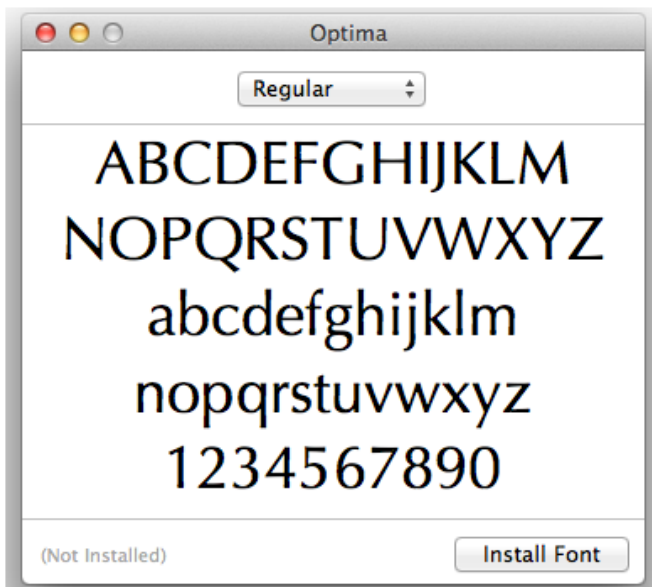 Optima
Regular
ABCDEFGHIJKLM
NOPQRSTUVWXYZ
abcdefghijklm
nopqrstuvwxyz
1234567890
(Not Installed)
Install Font